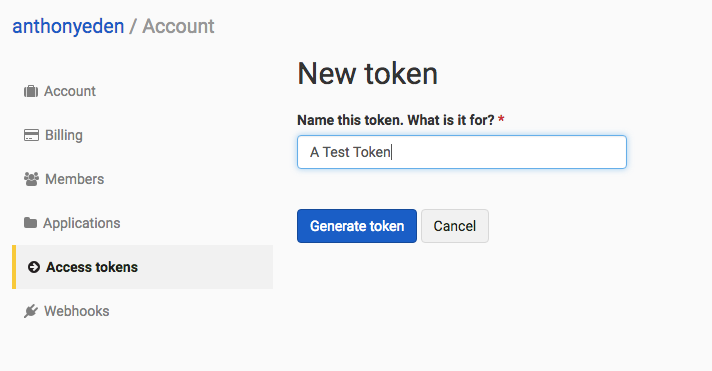 anthonyeden / Account
Account
Billing
Members
Applications
Access tokens
Webhooks
New token
Name this token. What is it for? *
A Test Token
Generate token
Cancel